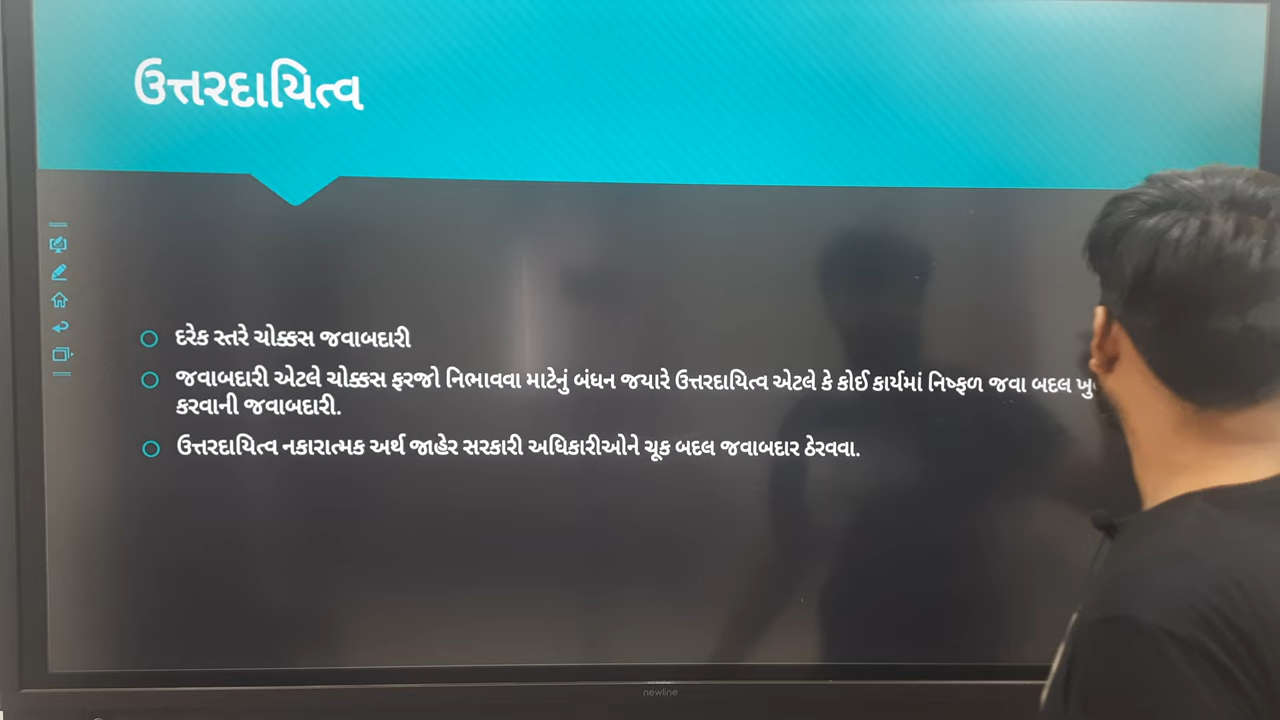 ઉત્તરદાયિત્વ
દરેક સ્તરે ચોક્કસ જવાબદારી
જવાબદારી એટલે ચોક્કસ ફરજો નિભાવવા માટેનું બંધન જયારે ઉત્તરદાયિત્વ એટલે કે કોઈ કાર્યમાં નિષ્ફળ જવા બદલ
કરવાની જવાબદારી.
ઉત્તરદાયિત્વ નકારાત્મક અર્થ જાહેર સરકારી અધિકારીઓને ચૂક બદલ જવાબદાર ઠેરવવા.
newline